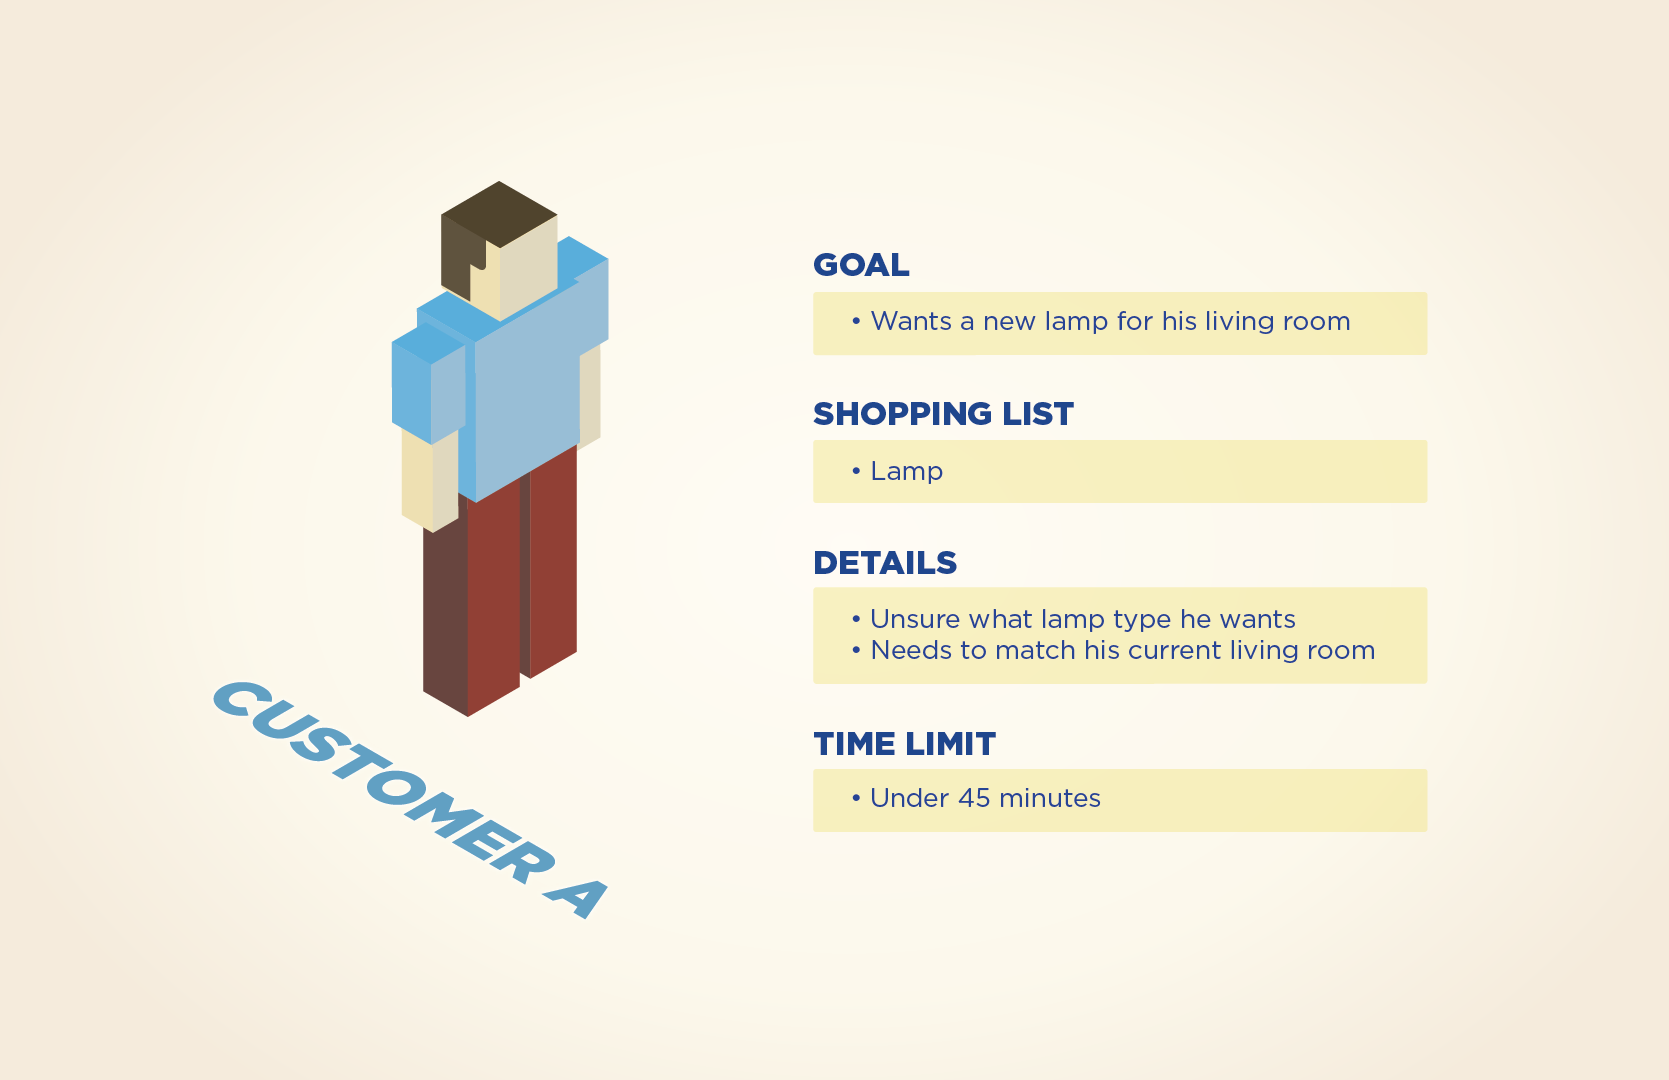 GOAL
• Wants a new lamp for his living room
SHOPPING LIST
• Lamp
DETAILS
• Unsure what lamp type he wants
• Needs to match his current living room
TIME LIMIT
• Under 45 minutes
CUSTOMER A